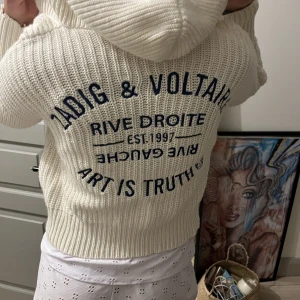 ZADIG & VOLTAIRE
RIVE DROITE
EST. 1997
RIVE GAUCHE
ART IS TRUTH